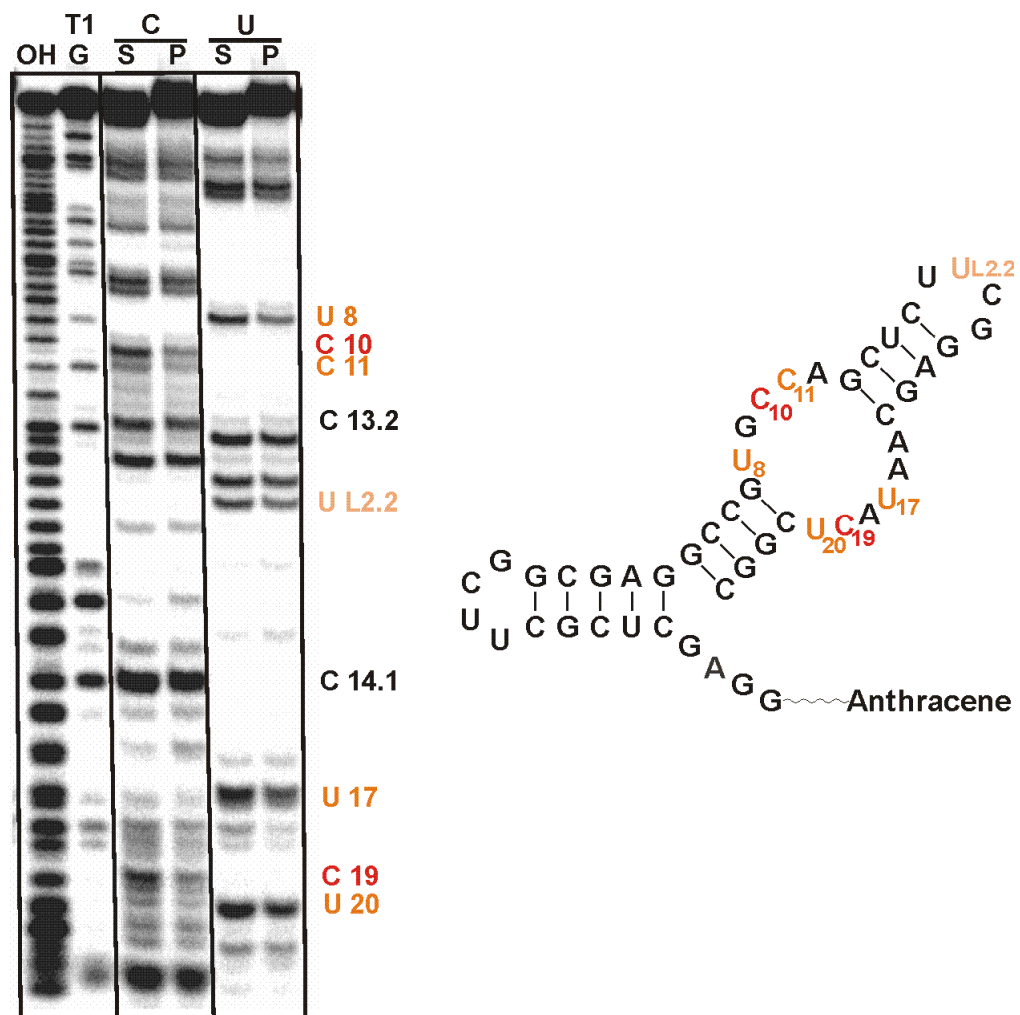 T1 C U
OH G S P S P
U 8
C 10
C 11
C 13.2
U L2.2
C 14.1
U 17
C 19
U 20
U UL2.2
C
C
G
U G
C A
C11 A G G
C10
C
G
A
U8
A
G U17
C C U20 C19 A
C G
G G
G
C G C G A G C
U C G C U C
U
G
A
G
G Anthracene